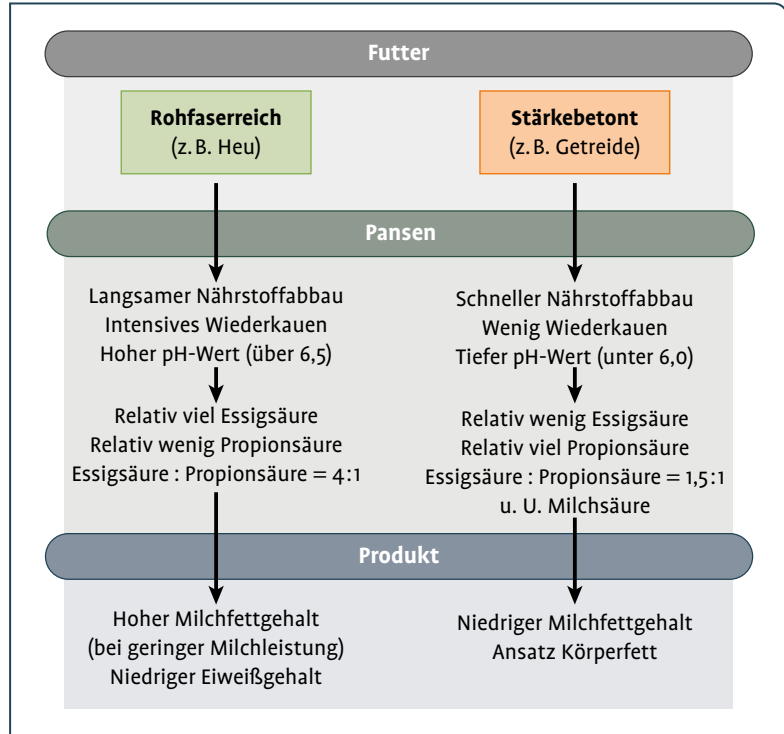 Futter
Rohfaserreich
(z. B. Heu)
Stärkebetont
(z. B. Getreide)
Pansen
Langsamer Nährstoffabbau
Intensives Wiederkauen
Hoher pH-Wert (über 6,5)
Schneller Nährstoffabbau
Wenig Wiederkauen
Tiefer pH-Wert (unter 6,0)
Relativ viel Essigsäure
Relativ wenig Propionsäure
Essigsäure : Propionsäure = 4:1
Relativ wenig Essigsäure
Relativ viel Propionsäure
Essigsäure : Propionsäure = 1,5:1
u. U. Milchsäure
Produkt
Hoher Milchfettgehalt
(bei geringer Milchleistung)
Niedriger Eiweißgehalt
Niedriger Milchfettgehalt
Ansatz Körperfett